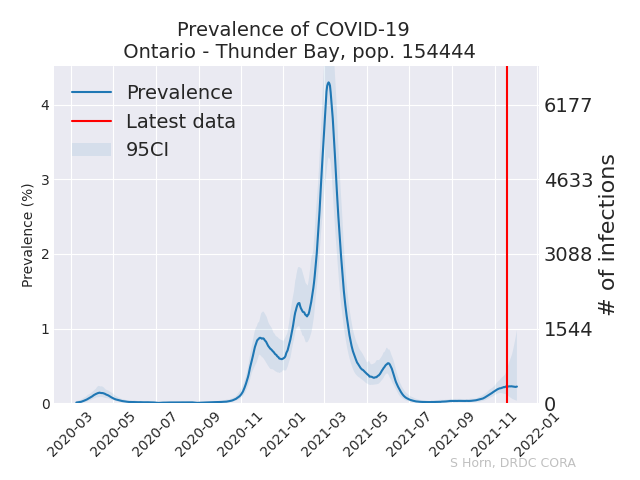 Prevalence of COVID-19
Ontario - Thunder Bay, pop. 154444
Prevalence
Latest data
95CI
Prevalence (%)
4
3
2
1
0
6177
4633
3088
1544
0
# of infections
2020-03
2020-05
2020-07
2020-09
2020-11
2021-01
2021-03
2021-05
2021-07
2021-09
2021-11
2022-01
S Horn, DRDC CORA